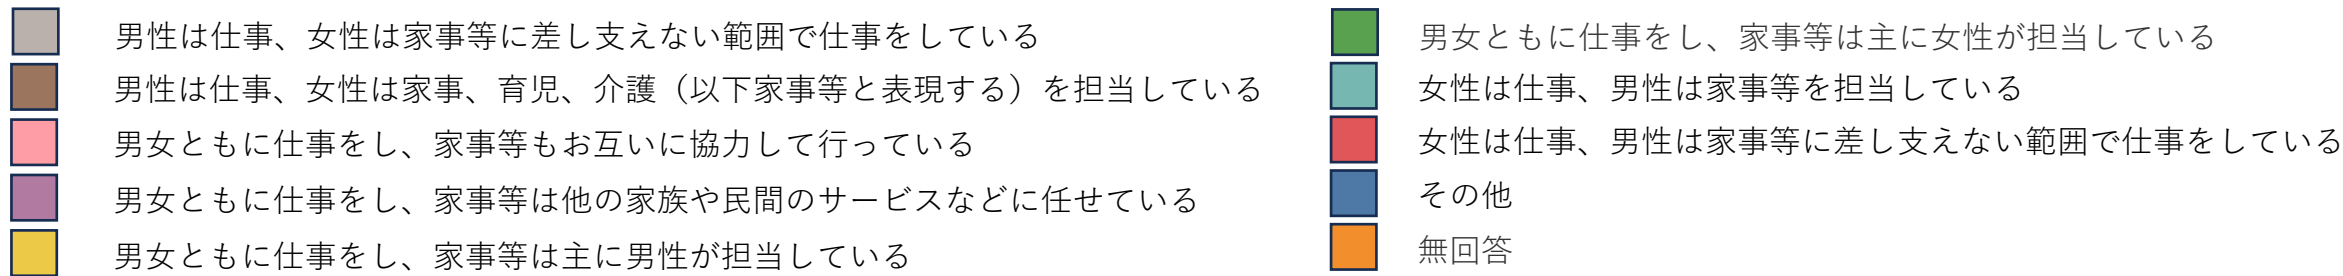 男性は仕事、女性は家事等に差し支えない範囲で仕事をしている
男性は仕事、女性は家事、育児、介護（以下家事等と表現する）を担当している
男女ともに仕事をし、家事等もお互いに協力して行っている
男女ともに仕事をし、家事等は他の家族や民間のサービスなどに任せている
男女ともに仕事をし、家事等は主に男性が担当している
男女ともに仕事をし、家事等は主に女性が担当している
女性は仕事、男性は家事等を担当している
女性は仕事、男性は家事等に差し支えない範囲で仕事をしている
その他
無回答